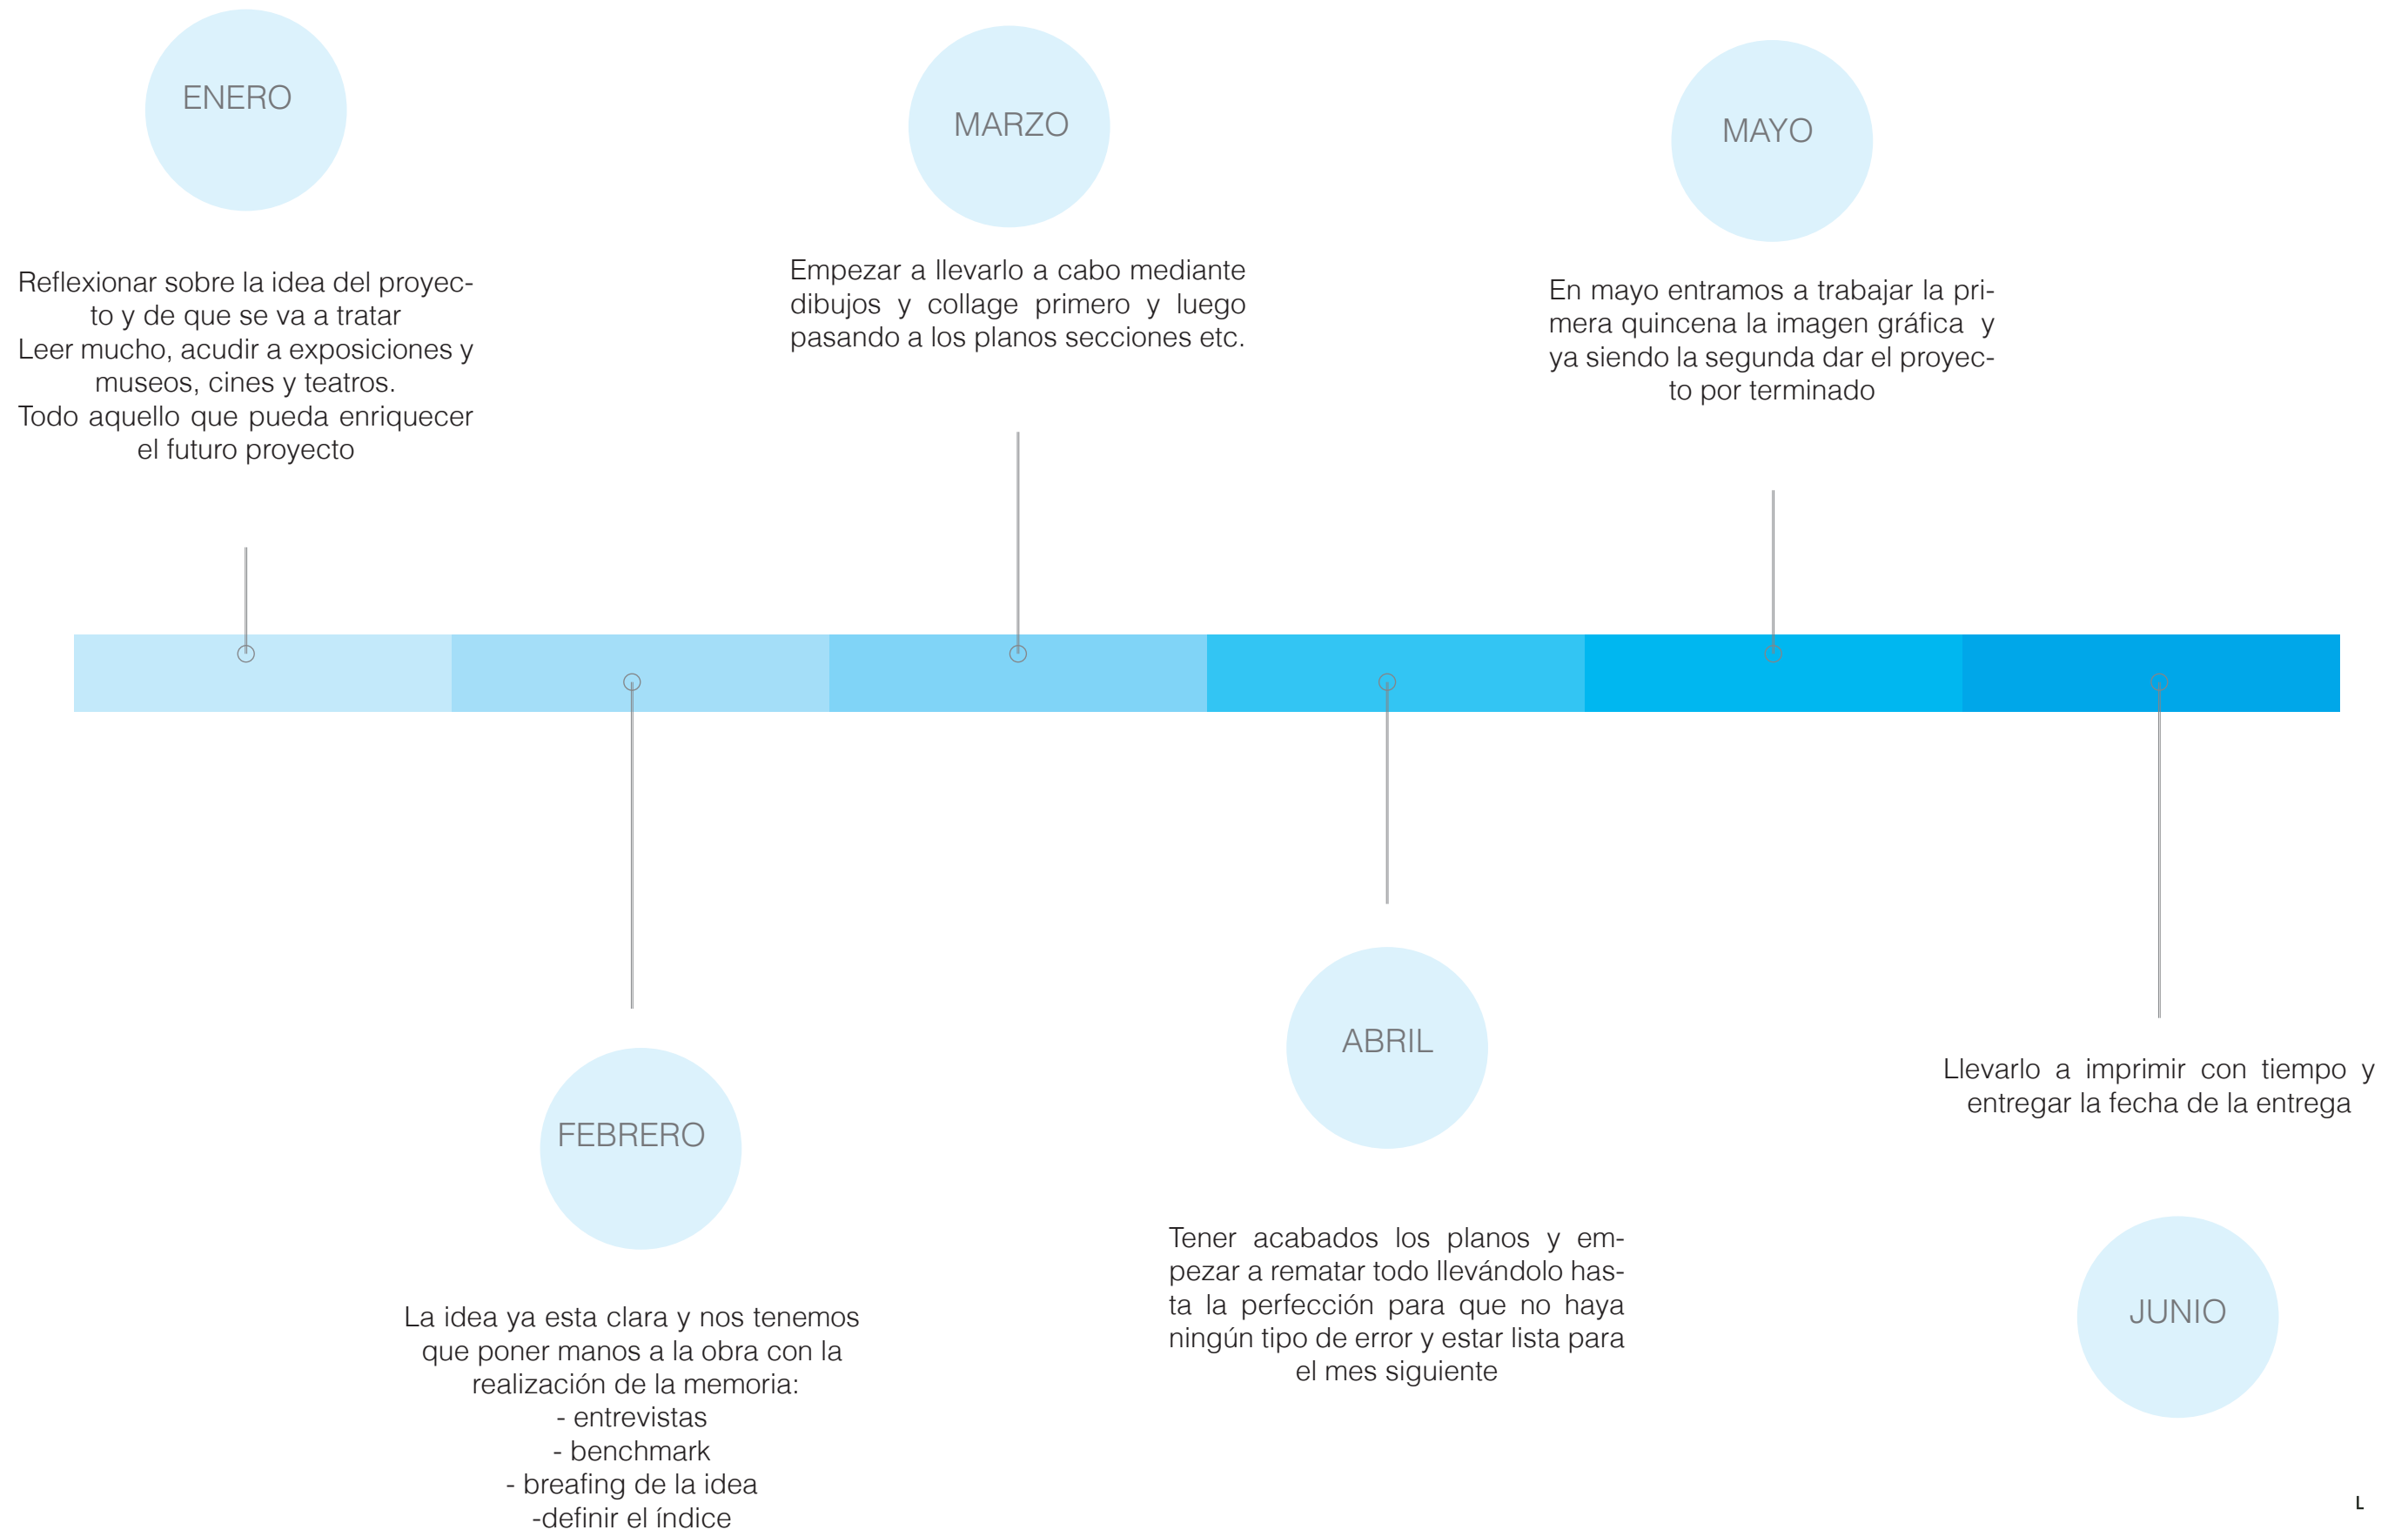 ENERO
Reflexionar sobre la idea del proyec-
to y de que se va a tratar
Leer mucho, acudir a exposiciones y
museos, cines y teatros.
Todo aquello que pueda enriquecer
el futuro proyecto
MARZO
Empezar a llevarlo a cabo mediante
dibujos y collage primero y luego
pasando a los planos secciones etc.
MAYO
En mayo entramos a trabajar la pri-
mera quincena la imagen gráfica y
ya siendo la segunda dar el proyec-
to por terminado
FEBRERO
La idea ya esta clara y nos tenemos
que poner manos a la obra con la
realización de la memoria:
- entrevistas
- benchmark
- breafing de la idea
-definir el índice
ABRIL
Tener acabados los planos y em-
pezar a rematar todo llevándolo has-
ta la perfección para que no haya
ningún tipo de error y estar lista para
el mes siguiente
Llevarlo a imprimir con tiempo y
entregar la fecha de la entrega
JUNIO
L